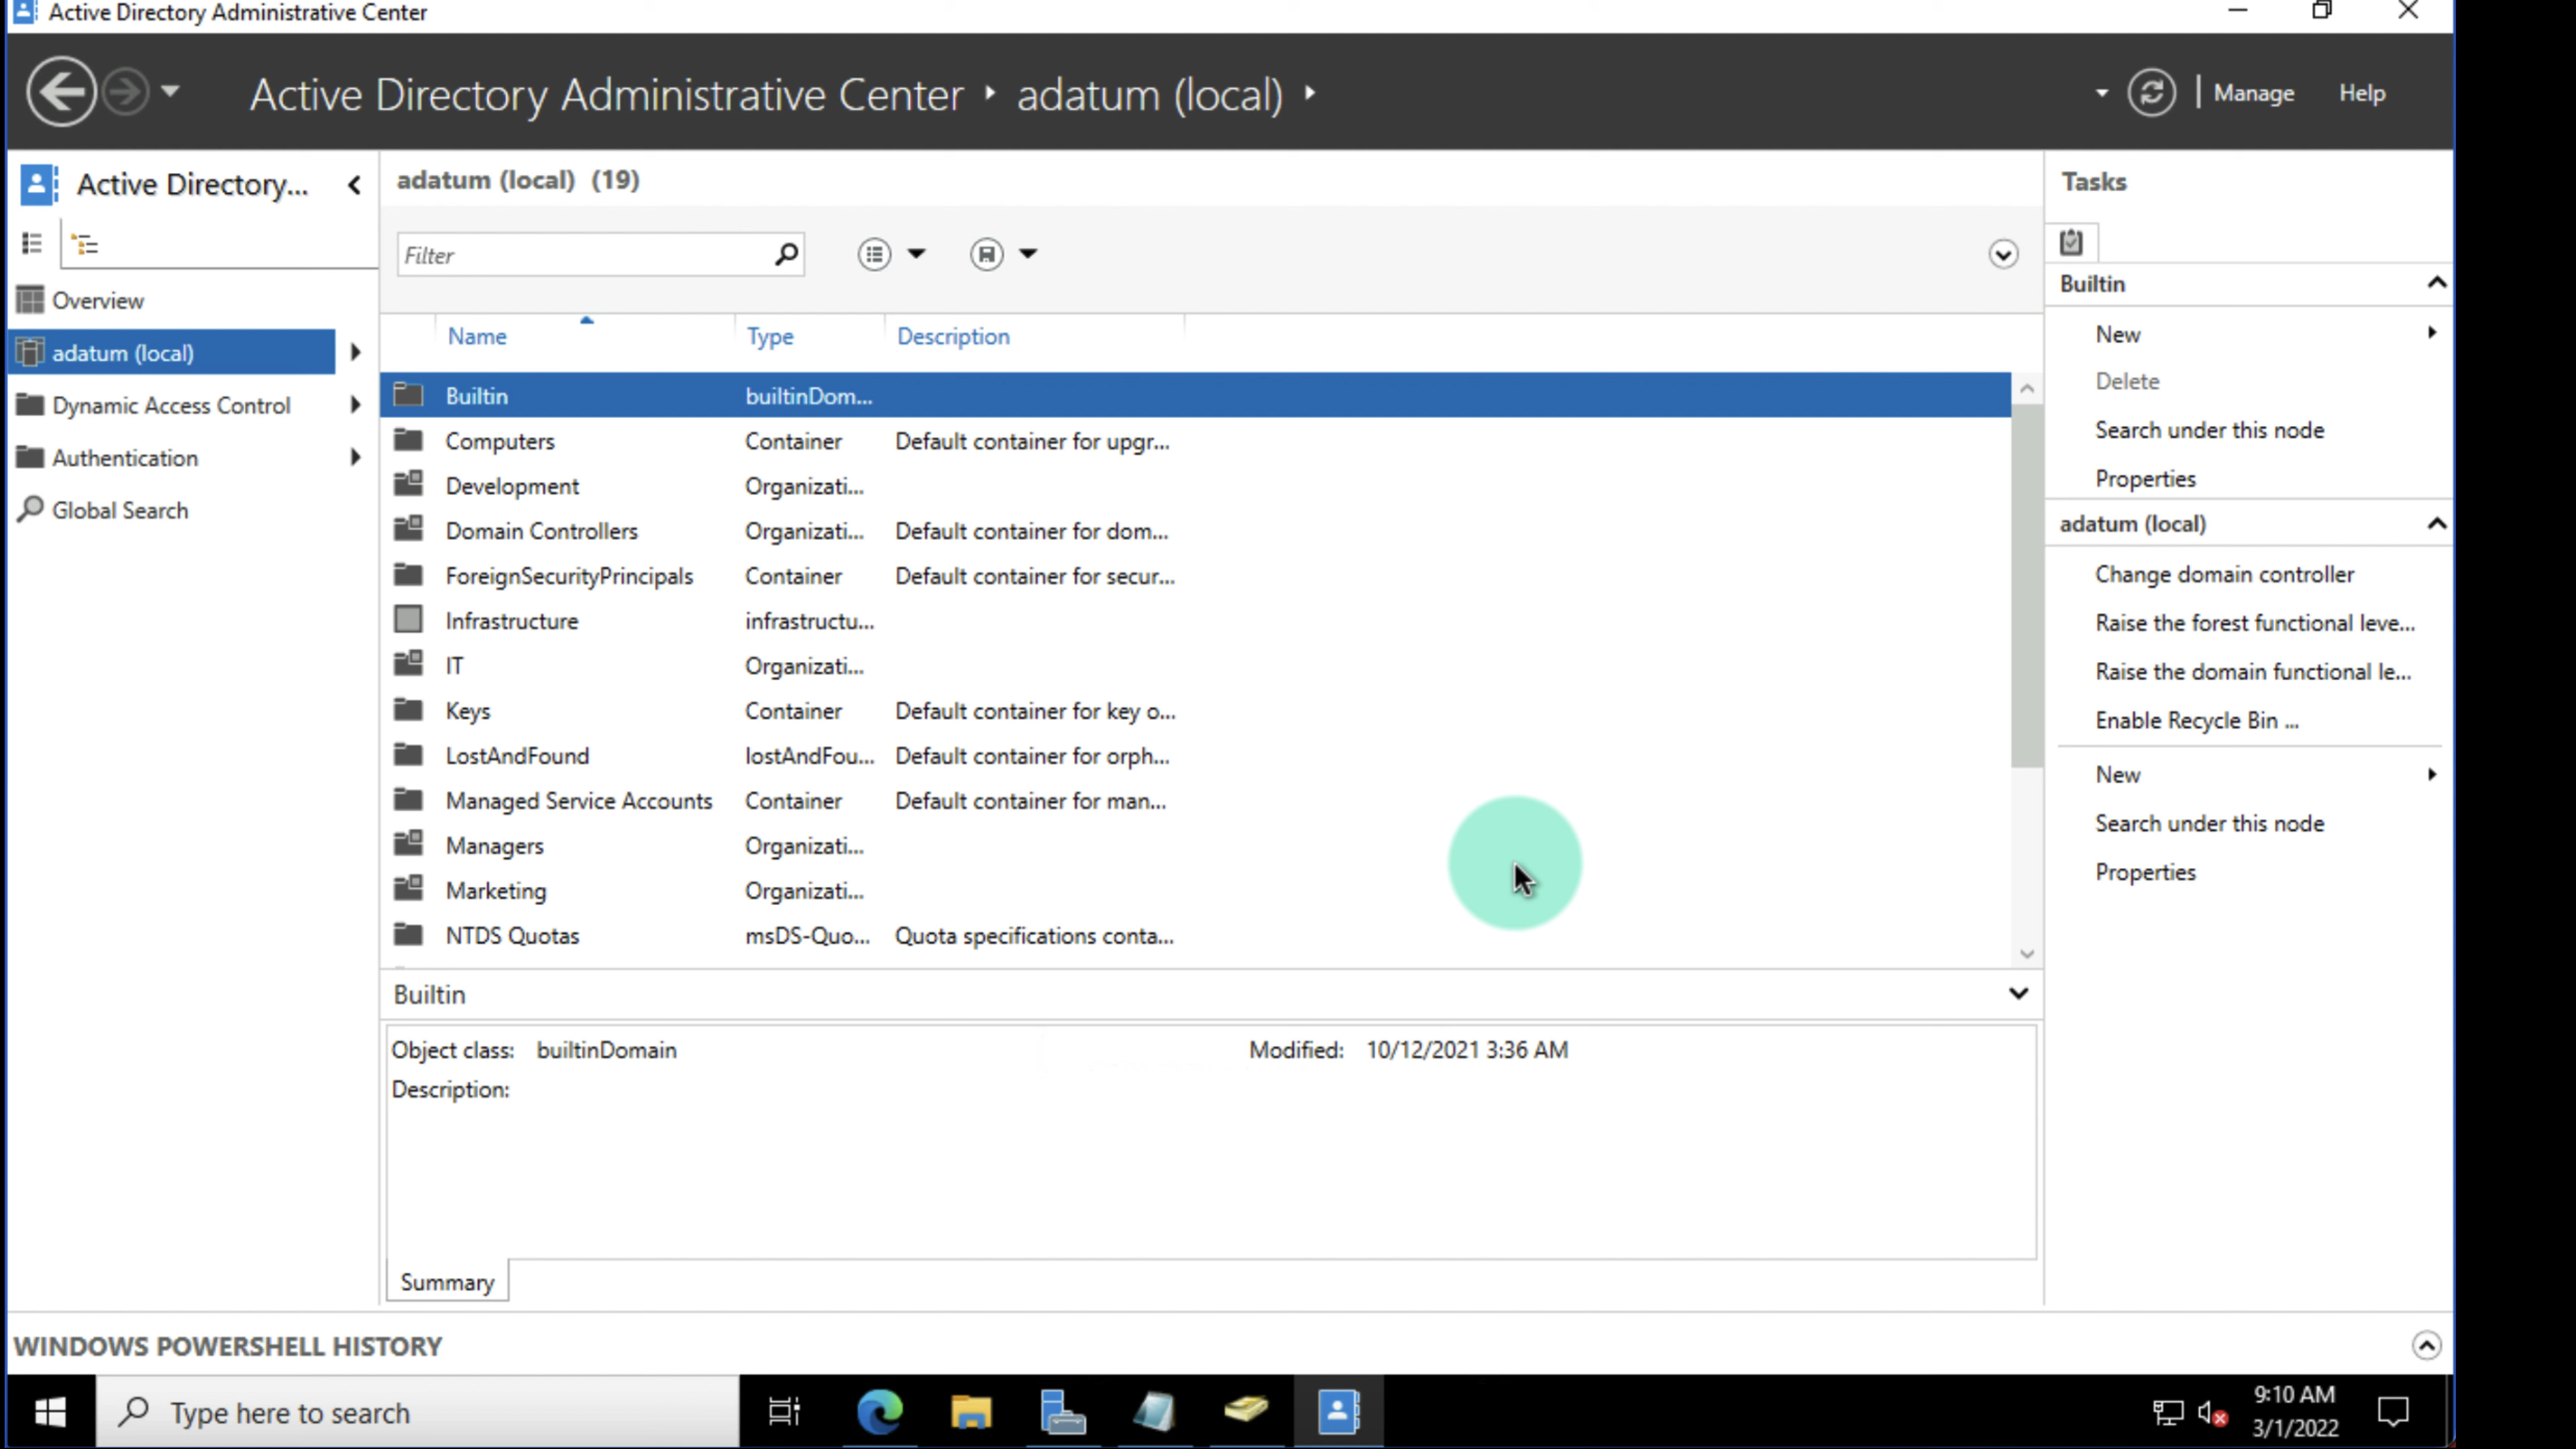 Active Directory Administrative Center
Active Directory Administrative Center adatum (local)
Manage Help
Active Directory...
Overview
adatum (local)
Dynamic Access Control
Authentication
Global Search
adatum (local) (19)
Filter
Name Type Description
Builtin builtinDom...
Computers Container Default container for upgr...
Development Organizati...
Domain Controllers Organizati... Default container for dom...
ForeignSecurityPrincipals Container Default container for secur...
Infrastructure infrastructu...
IT Organizati...
Keys Container Default container for key o...
LostAndFound lostAndFou... Default container for orph...
Managed Service Accounts Container Default container for man...
Managers Organizati...
Marketing Organizati...
NTDS Quotas msDS-Quo... Quota specifications conta...
Builtin
Object class: builtinDomain Modified: 10/12/2021 3:36 AM
Description:
Summary
Tasks
Builtin
New
Delete
Search under this node
Properties
adatum (local)
Change domain controller
Raise the forest functional leve...
Raise the domain functional le...
Enable Recycle Bin ...
New
Search under this node
Properties
WINDOWS POWERSHELL HISTORY
Type here to search
9:10 AM
3/1/2022